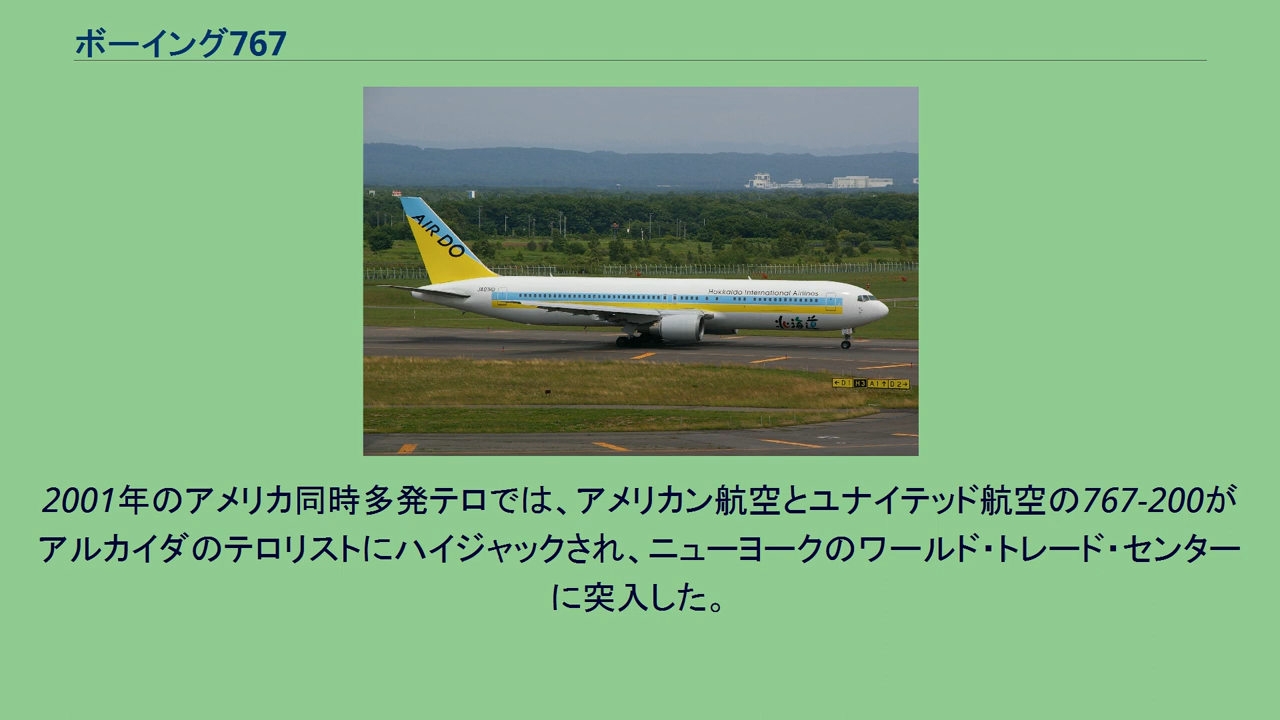 ボーイング767
AIR DO
Hokkaido International Airlines
北海道
←D1 H3 A1↑D2→
2001年のアメリカ同時多発テロでは、アメリカン航空とユナイテッド航空の767-200が
アルカイダのテロリストにハイジャックされ、ニューヨークのワールド・トレード・センター
に突入した。